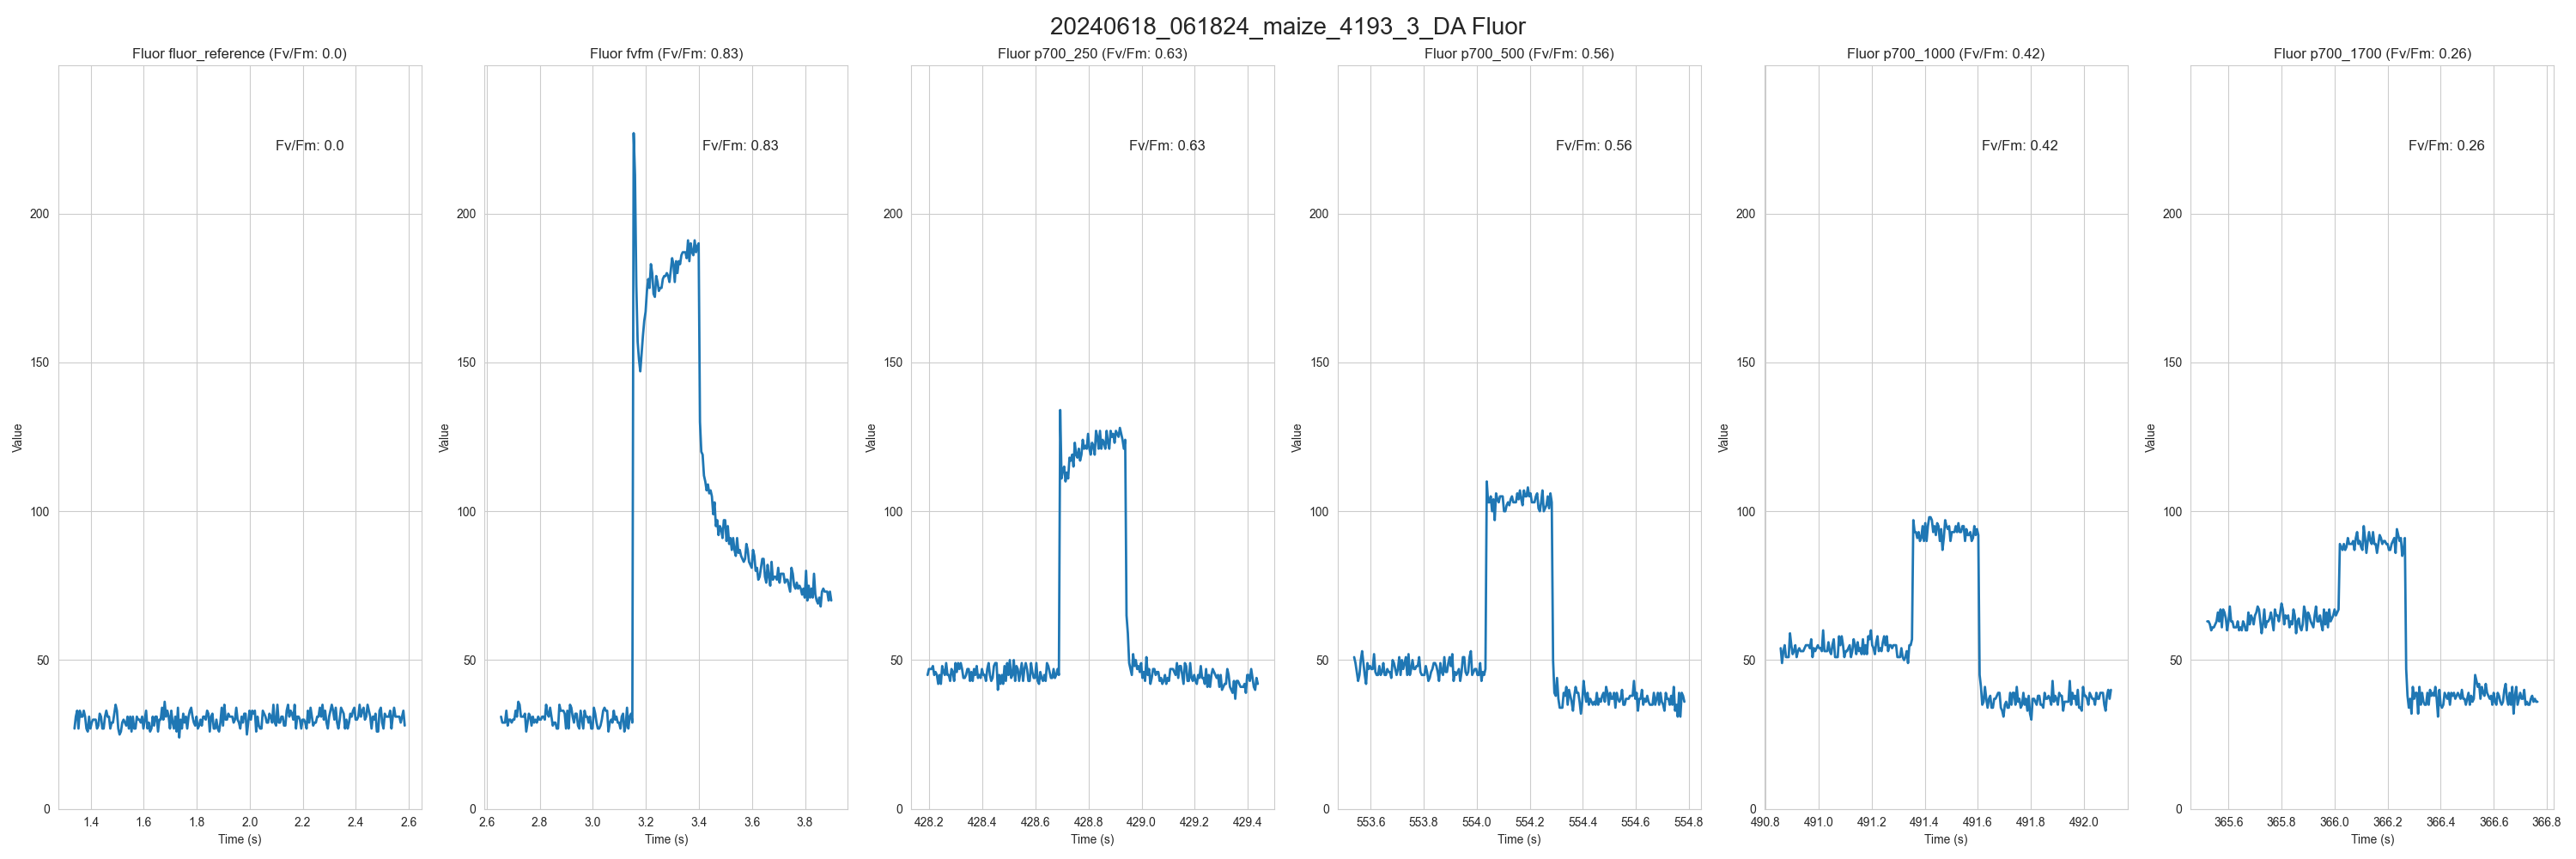 20240618_061824_maize_4193_3_DA Fluor
Fluor fluor_reference (Fv/Fm: 0.0)
Fv/Fm: 0.0
200
150
100
50
0
Value
1.4 1.6 1.8 2.0 2.2 2.4 2.6
Time (s)
Fluor fvfm (Fv/Fm: 0.83)
Fv/Fm: 0.83
200
150
100
50
0
Value
2.6 2.8 3.0 3.2 3.4 3.6 3.8
Time (s)
Fluor p700_250 (Fv/Fm: 0.63)
Fv/Fm: 0.63
200
150
100
50
0
Value
428.2 428.4 428.6 428.8 429.0 429.2 429.4
Time (s)
Fluor p700_500 (Fv/Fm: 0.56)
Fv/Fm: 0.56
200
150
100
50
0
Value
553.6 553.8 554.0 554.2 554.4 554.6 554.8
Time (s)
Fluor p700_1000 (Fv/Fm: 0.42)
Fv/Fm: 0.42
200
150
100
50
0
Value
490.8 491.0 491.2 491.4 491.6 491.8 492.0
Time (s)
Fluor p700_1700 (Fv/Fm: 0.26)
Fv/Fm: 0.26
200
150
100
50
0
Value
365.6 365.8 366.0 366.2 366.4 366.6 366.8
Time (s)